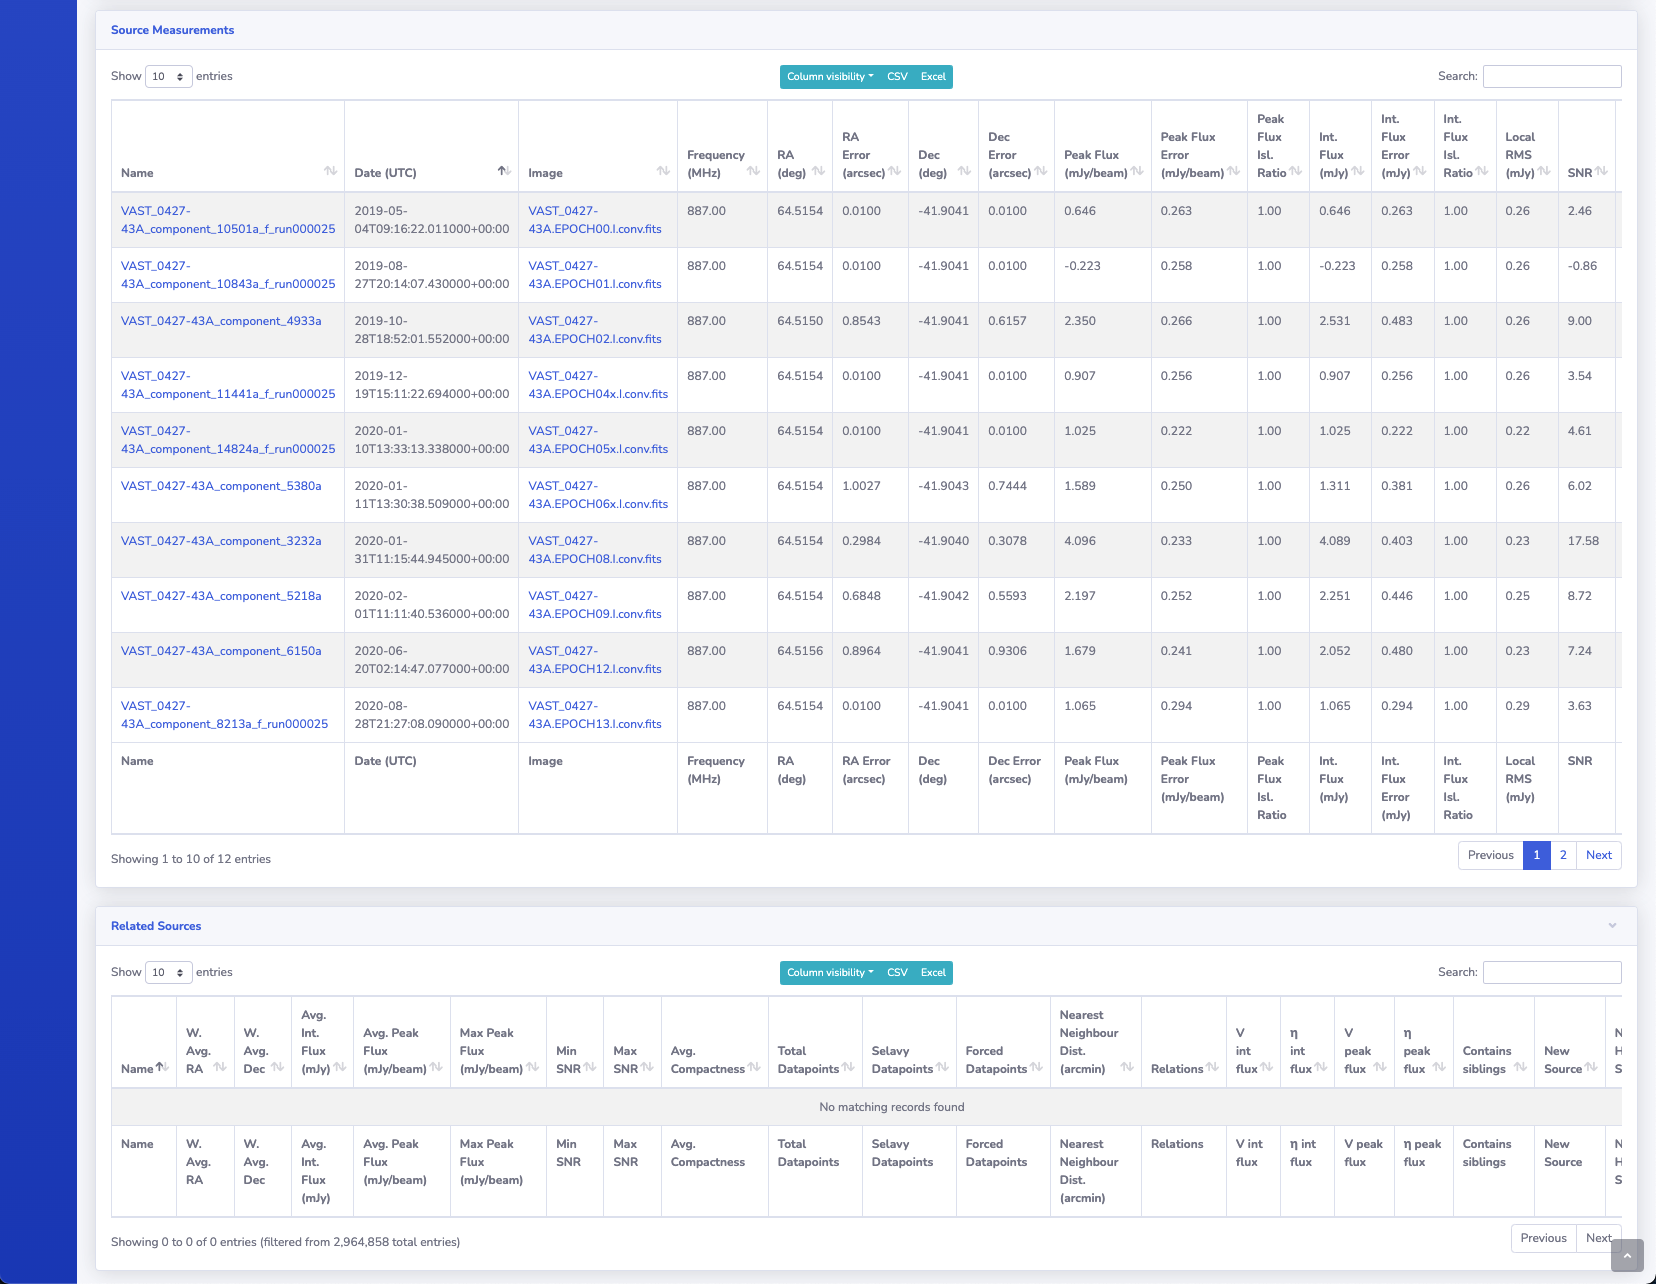 Source Measurements
Show 10 entries
Column visibility CSV Excel
Search:
Name
Date (UTC)
Image
Frequency
(MHz)
RA
(deg)
RA
Error
(arcsec)
Dec
(deg)
Dec
Error
(arcsec)
Peak Flux
(mJy/beam)
Peak Flux
Error
(mJy/beam)
Peak
Flux
Isl.
Ratio
Int.
Flux
(mJy)
Int.
Flux
Error
(mJy)
Int.
Flux
Isl.
Ratio
Local
RMS
(mJy)
SNR
VAST_0427- 2019-05- VAST_0427- 887.00 64.5154 0.0100 -41.9041 0.0100 0.646 0.263 1.00 0.646 0.263 1.00 0.26 2.46
43A_component_10501a_f_run000025 04T09:16:22.011000+00:00 43A.EPOCH00.I.conv.fits
VAST_0427- 2019-08- VAST_0427- 887.00 64.5154 0.0100 -41.9041 0.0100 -0.223 0.258 1.00 -0.223 0.258 1.00 0.26 -0.86
43A_component_10843a_f_run000025 27T20:14:07.430000+00:00 43A.EPOCH01.I.conv.fits
VAST_0427-43A_component_4933a 2019-10- VAST_0427- 887.00 64.5150 0.8543 -41.9041 0.6157 2.350 0.266 1.00 2.531 0.483 1.00 0.26 9.00
28T18:52:01.552000+00:00 43A.EPOCH02.I.conv.fits
VAST_0427- 2019-12- VAST_0427- 887.00 64.5154 0.0100 -41.9041 0.0100 0.907 0.256 1.00 0.907 0.256 1.00 0.26 3.54
43A_component_11441a_f_run000025 19T15:11:22.694000+00:00 43A.EPOCH04x.I.conv.fits
VAST_0427- 2020-01- VAST_0427- 887.00 64.5154 0.0100 -41.9041 0.0100 1.025 0.222 1.00 1.025 0.222 1.00 0.22 4.61
43A_component_14824a_f_run000025 10T13:33:13.338000+00:00 43A.EPOCH05x.I.conv.fits
VAST_0427-43A_component_5380a 2020-01- VAST_0427- 887.00 64.5154 1.0027 -41.9043 0.7444 1.589 0.250 1.00 1.311 0.381 1.00 0.26 6.02
11T13:30:38.509000+00:00 43A.EPOCH06x.I.conv.fits
VAST_0427-43A_component_3232a 2020-01- VAST_0427- 887.00 64.5154 0.2984 -41.9040 0.3078 4.096 0.233 1.00 4.089 0.403 1.00 0.23 17.58
31T11:15:44.945000+00:00 43A.EPOCH08.I.conv.fits
VAST_0427-43A_component_5218a 2020-02- VAST_0427- 887.00 64.5154 0.6848 -41.9042 0.5593 2.197 0.252 1.00 2.251 0.446 1.00 0.25 8.72
01T11:11:40.536000+00:00 43A.EPOCH09.I.conv.fits
VAST_0427-43A_component_6150a 2020-06- VAST_0427- 887.00 64.5156 0.8964 -41.9041 0.9306 1.679 0.241 1.00 2.052 0.480 1.00 0.23 7.24
20T02:14:47.077000+00:00 43A.EPOCH12.I.conv.fits
VAST_0427- 2020-08- VAST_0427- 887.00 64.5154 0.0100 -41.9041 0.0100 1.065 0.294 1.00 1.065 0.294 1.00 0.29 3.63
43A_component_8213a_f_run000025 28T21:27:08.090000+00:00 43A.EPOCH13.I.conv.fits
Name
Date (UTC)
Image
Frequency
(MHz)
RA
(deg)
RA Error
(arcsec)
Dec
(deg)
Dec Error
(arcsec)
Peak Flux
(mJy/beam)
Peak Flux
Error
(mJy/beam)
Peak
Flux
Isl.
Ratio
Int.
Flux
(mJy)
Int.
Flux
Error
(mJy)
Int.
Flux
Isl.
Ratio
Local
RMS
(mJy)
SNR
Showing 1 to 10 of 12 entries
Previous 1 2 Next
Related Sources
Show 10 entries
Column visibility CSV Excel
Search:
Name
W.
Avg.
RA
W.
Avg.
Dec
Avg.
Int.
Flux
(mJy)
Avg. Peak
Flux
(mJy/beam)
Max Peak
Flux
(mJy/beam)
Min
SNR
Max
SNR
Avg.
Compactness
Total
Datapoints
Selavy
Datapoints
Forced
Datapoints
Nearest
Neighbour
Dist.
(arcmin)
Relations
V
int
flux
η
int
flux
V
peak
flux
η
peak
flux
Contains
siblings
New
Source
N
H
S
No matching records found
Name
W.
Avg.
RA
W.
Avg.
Dec
Avg.
Int.
Flux
(mJy)
Avg. Peak
Flux
(mJy/beam)
Max Peak
Flux
(mJy/beam)
Min
SNR
Max
SNR
Avg.
Compactness
Total
Datapoints
Selavy
Datapoints
Forced
Datapoints
Nearest
Neighbour
Dist.
(arcmin)
Relations
V int
flux
η int
flux
V peak
flux
η peak
flux
Contains
siblings
New
Source
N
H
S
Showing 0 to 0 of 0 entries (filtered from 2,964,858 total entries)
Previous Next